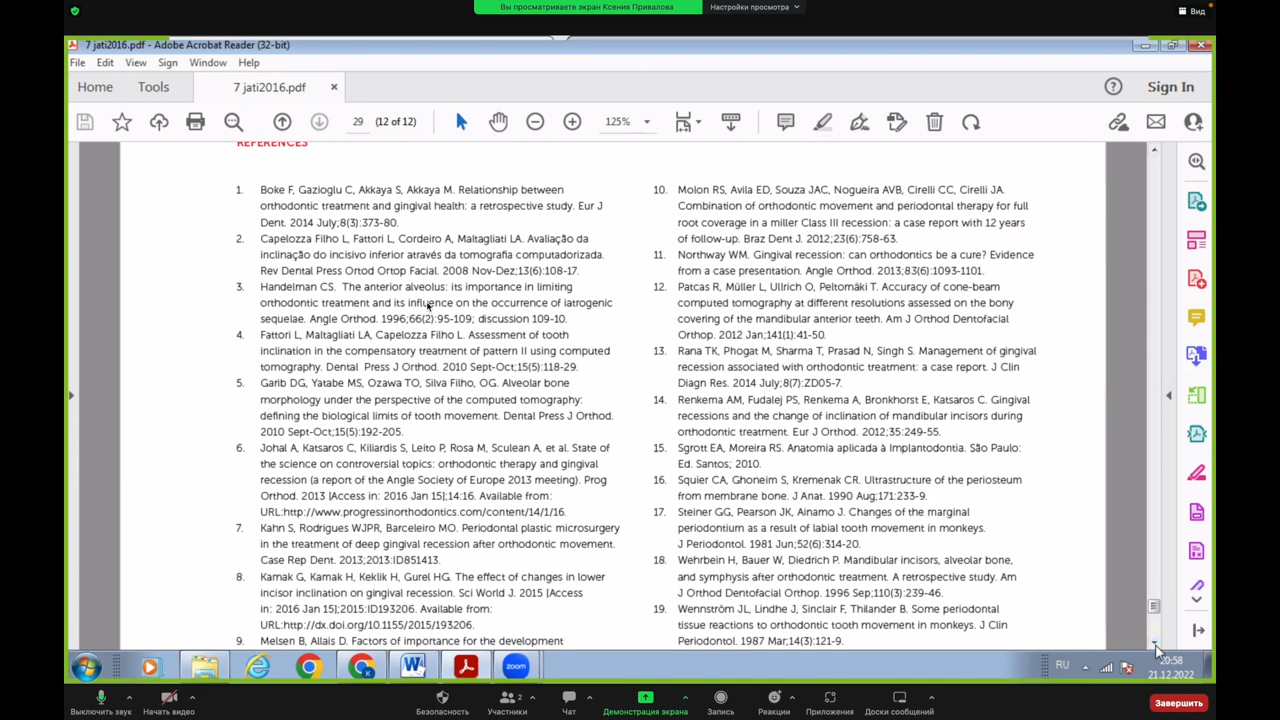 Вы просматриваете экран Ксения Привалова
Настройки просмотра
Вид
7 jati2016.pdf - Adobe Acrobat Reader (32-bit)
File Edit View Sign Window Help
Home Tools 7 jati2016.pdf × Sign In
29 (12 of 12) 125%
REFERENCES
1. Boke F, Gazioglu C, Akkaya S, Akkaya M. Relationship between
orthodontic treatment and gingival health: a retrospective study. Eur J
Dent. 2014 July;8(3):373-80.
2. Capelozza Filho L, Fattori L, Cordeiro A, Maltagliati LA. Avaliação da
inclinação do incisivo inferior através da tomografia computadorizada.
Rev Dental Press Ortod Ortop Facial. 2008 Nov-Dez;13(6):108-17.
3. Handelman CS. The anterior alveolus: its importance in limiting
orthodontic treatment and its influence on the occurrence of iatrogenic
sequelae. Angle Orthod. 1996;66(2):95-109; discussion 109-10.
4. Fattori L, Maltagliati LA, Capelozza Filho L. Assessment of tooth
inclination in the compensatory treatment of pattern II using computed
tomography. Dental Press J Orthod. 2010 Sept-Oct;15(5):118-29.
5. Garib DG, Yatabe MS, Ozawa TO, Silva Filho, OG. Alveolar bone
morphology under the perspective of the computed tomography:
defining the biological limits of tooth movement. Dental Press J Orthod.
2010 Sept-Oct;15(5):192-205.
6. Johal A, Katsaros C, Kiliardis S, Leito P, Rosa M, Sculean A, et al. State of
the science on controversial topics: orthodontic therapy and gingival
recession (a report of the Angle Society of Europe 2013 meeting). Prog
Orthod. 2013 [Access in: 2016 Jan 15];14:16. Available from:
URL:http://www.progressinorthodontics.com/content/14/1/16.
7. Kahn S, Rodrigues WJPR, Barceleiro MO. Periodontal plastic microsurgery
in the treatment of deep gingival recession after orthodontic movement.
Case Rep Dent. 2013;2013:ID851413.
8. Kamak G, Kamak H, Keklik H, Gurel HG. The effect of changes in lower
incisor inclination on gingival recession. Sci World J. 2015 [Access
in: 2016 Jan 15];2015:ID193206. Available from:
URL:http://dx.doi.org/10.1155/2015/193206.
9. Melsen B, Allais D. Factors of importance for the development
10. Molon RS, Avila ED, Souza JAC, Nogueira AVB, Cirelli CC, Cirelli JA.
Combination of orthodontic movement and periodontal therapy for full
root coverage in a miller Class III recession: a case report with 12 years
of follow-up. Braz Dent J. 2012;23(6):758-63.
11. Northway WM. Gingival recession: can orthodontics be a cure? Evidence
from a case presentation. Angle Orthod. 2013;83(6):1093-1101.
12. Patcas R, Müller L, Ullrich O, Peltomäki T. Accuracy of cone-beam
computed tomography at different resolutions assessed on the bony
covering of the mandibular anterior teeth. Am J Orthod Dentofacial
Orthop. 2012 Jan;141(1):41-50.
13. Rana TK, Phogat M, Sharma T, Prasad N, Singh S. Management of gingival
recession associated with orthodontic treatment: a case report. J Clin
Diagn Res. 2014 July;8(7):ZD05-7.
14. Renkema AM, Fudalej PS, Renkema A, Bronkhorst E, Katsaros C. Gingival
recessions and the change of inclination of mandibular incisors during
orthodontic treatment. Eur J Orthod. 2012;35:249-55.
15. Sgrott EA, Moreira RS. Anatomia aplicada à Implantodontia. São Paulo:
Ed. Santos; 2010.
16. Squier CA, Ghoneim S, Kremenak CR. Ultrastructure of the periosteum
from membrane bone. J Anat. 1990 Aug;171:233-9.
17. Steiner GG, Pearson JK, Ainamo J. Changes of the marginal
periodontium as a result of labial tooth movement in monkeys.
J Periodontol. 1981 Jun;52(6):314-20.
18. Wehrbein H, Bauer W, Diedrich P. Mandibular incisors, alveolar bone,
and symphysis after orthodontic treatment. A retrospective study. Am
J Orthod Dentofacial Orthop. 1996 Sep;110(3):239-46.
19. Wennström JL, Lindhe J, Sinclair F, Thilander B. Some periodontal
tissue reactions to orthodontic tooth movement in monkeys. J Clin
Periodontol. 1987 Mar;14(3):121-9.
zoom
RU
20:58
21.12.2022
Выключить звук Начать видео Безопасность Участники 2 Чат Демонстрация экрана Запись Реакции Приложения Доски сообщений Завершить